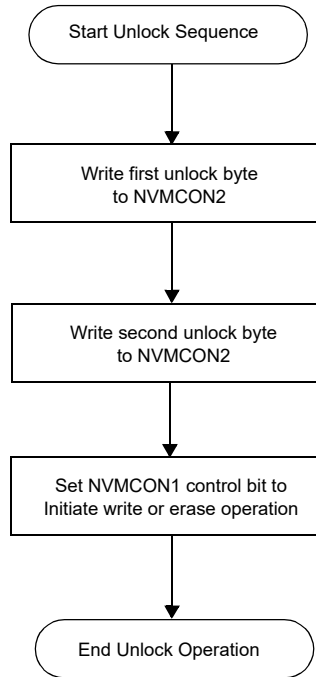 Start Unlock Sequence
Write first unlock byte
to NVMCON2
Write second unlock byte
to NVMCON2
Set NVMCON1 control bit to
Initiate write or erase operation
End Unlock Operation